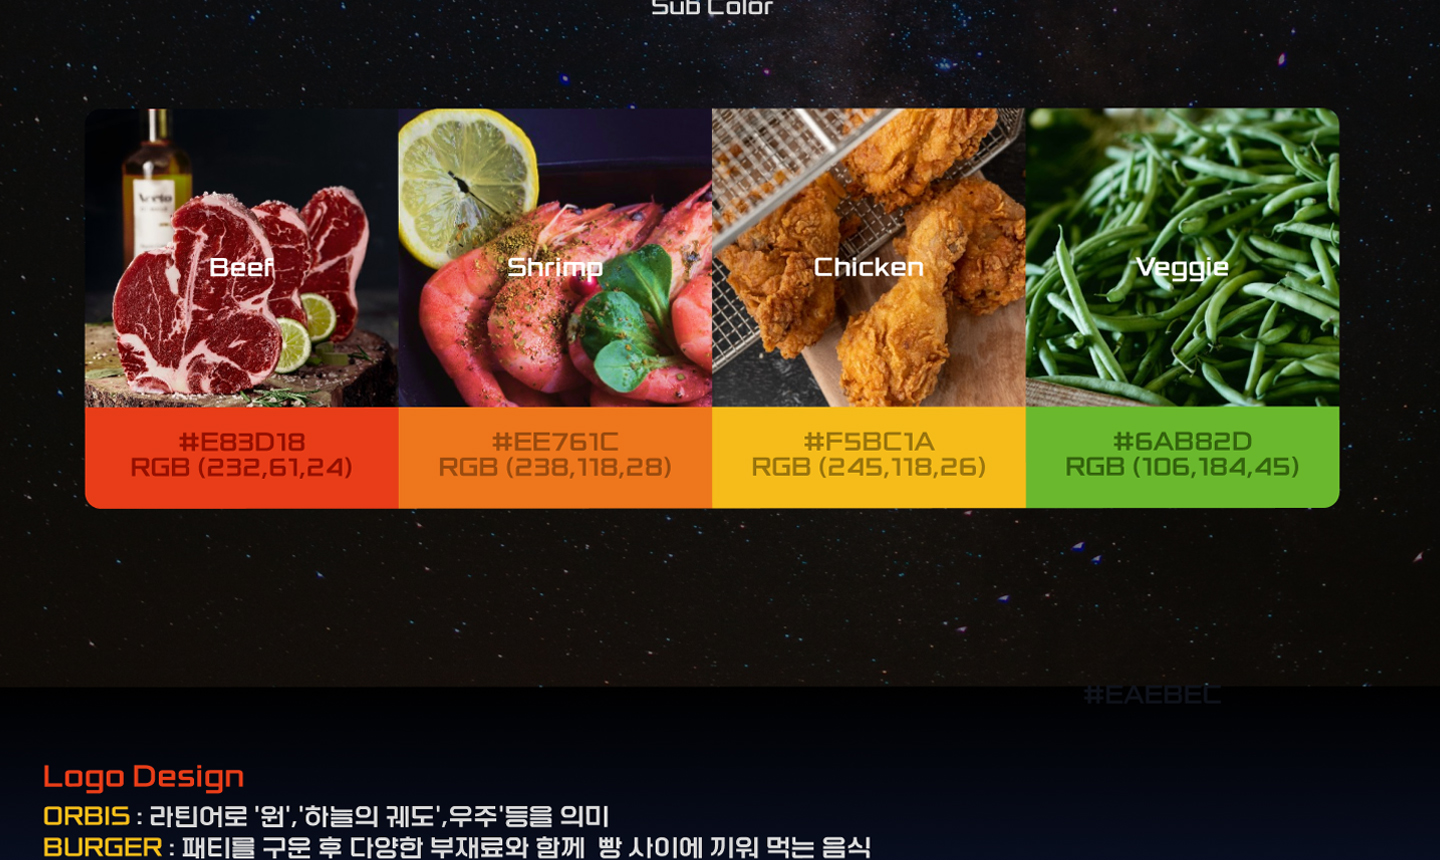 Sub Color
Aceto
Beef
Shrimp
Chicken
Veggie
#E83D18
RGB (232,61,24)
#EE761C
RGB (238,118,28)
#F5BC1A
RGB (245,118,26)
#6AB82D
RGB (106,184,45)
#EAEBEC
Logo Design
ORBIS : 라틴어로 '원','하늘의 궤도',우주'등을 의미
BURGER : 패티를 구운 후 다양한 부재료와 함께 빵 사이에 끼워 먹는 음식